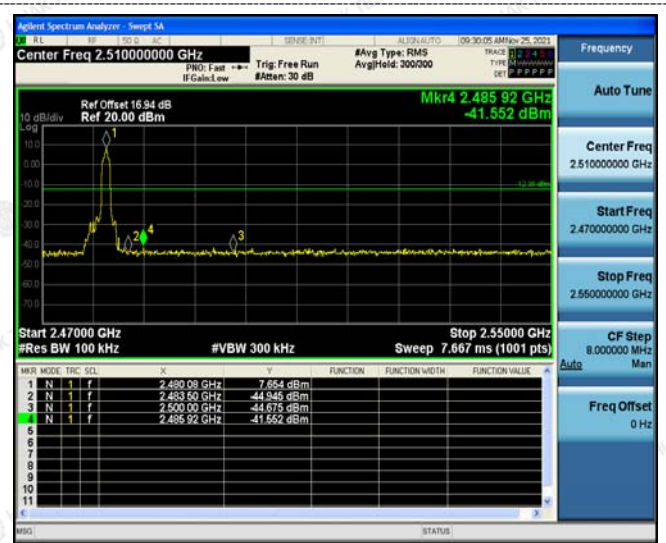 Agilent Spectrum Analyzer - Swept SA
RL RF 50 Ω AC SENSE:INT ALIGNAUTO 09:30:05 AM Nov 25, 2021
Center Freq 2.510000000 GHz
PNO: Fast
IFGain:Low
Trig: Free Run
#Atten: 30 dB
#Avg Type: RMS
Avg|Hold: 300/300
TRACE 1 2 3 4 5 6
TYPE
DET P P P P P P
Frequency
Auto Tune
Center Freq
2.510000000 GHz
Start Freq
2.470000000 GHz
Stop Freq
2.550000000 GHz
CF Step
8.000000 MHz
Auto Man
Freq Offset
0 Hz
Mkr4 2.485 92 GHz
-41.552 dBm
Ref Offset 16.94 dB
10 dB/div Ref 20.00 dBm
Log
10.0
0.00
-10.0
-20.0
-30.0
-40.0
-50.0
-60.0
-70.0
1
2
4
3
Start 2.47000 GHz Stop 2.55000 GHz
#Res BW 100 kHz #VBW 300 kHz Sweep 7.667 ms (1001 pts)
MKR MODE TRC SCL X Y FUNCTION FUNCTION WIDTH FUNCTION VALUE
1 N 1 f 2.480 08 GHz 7.654 dBm
2 N 1 f 2.483 50 GHz -44.945 dBm
3 N 1 f 2.500 00 GHz -44.675 dBm
4 N 1 f 2.485 92 GHz -41.552 dBm
5
6
7
8
9
10
11
MSG STATUS